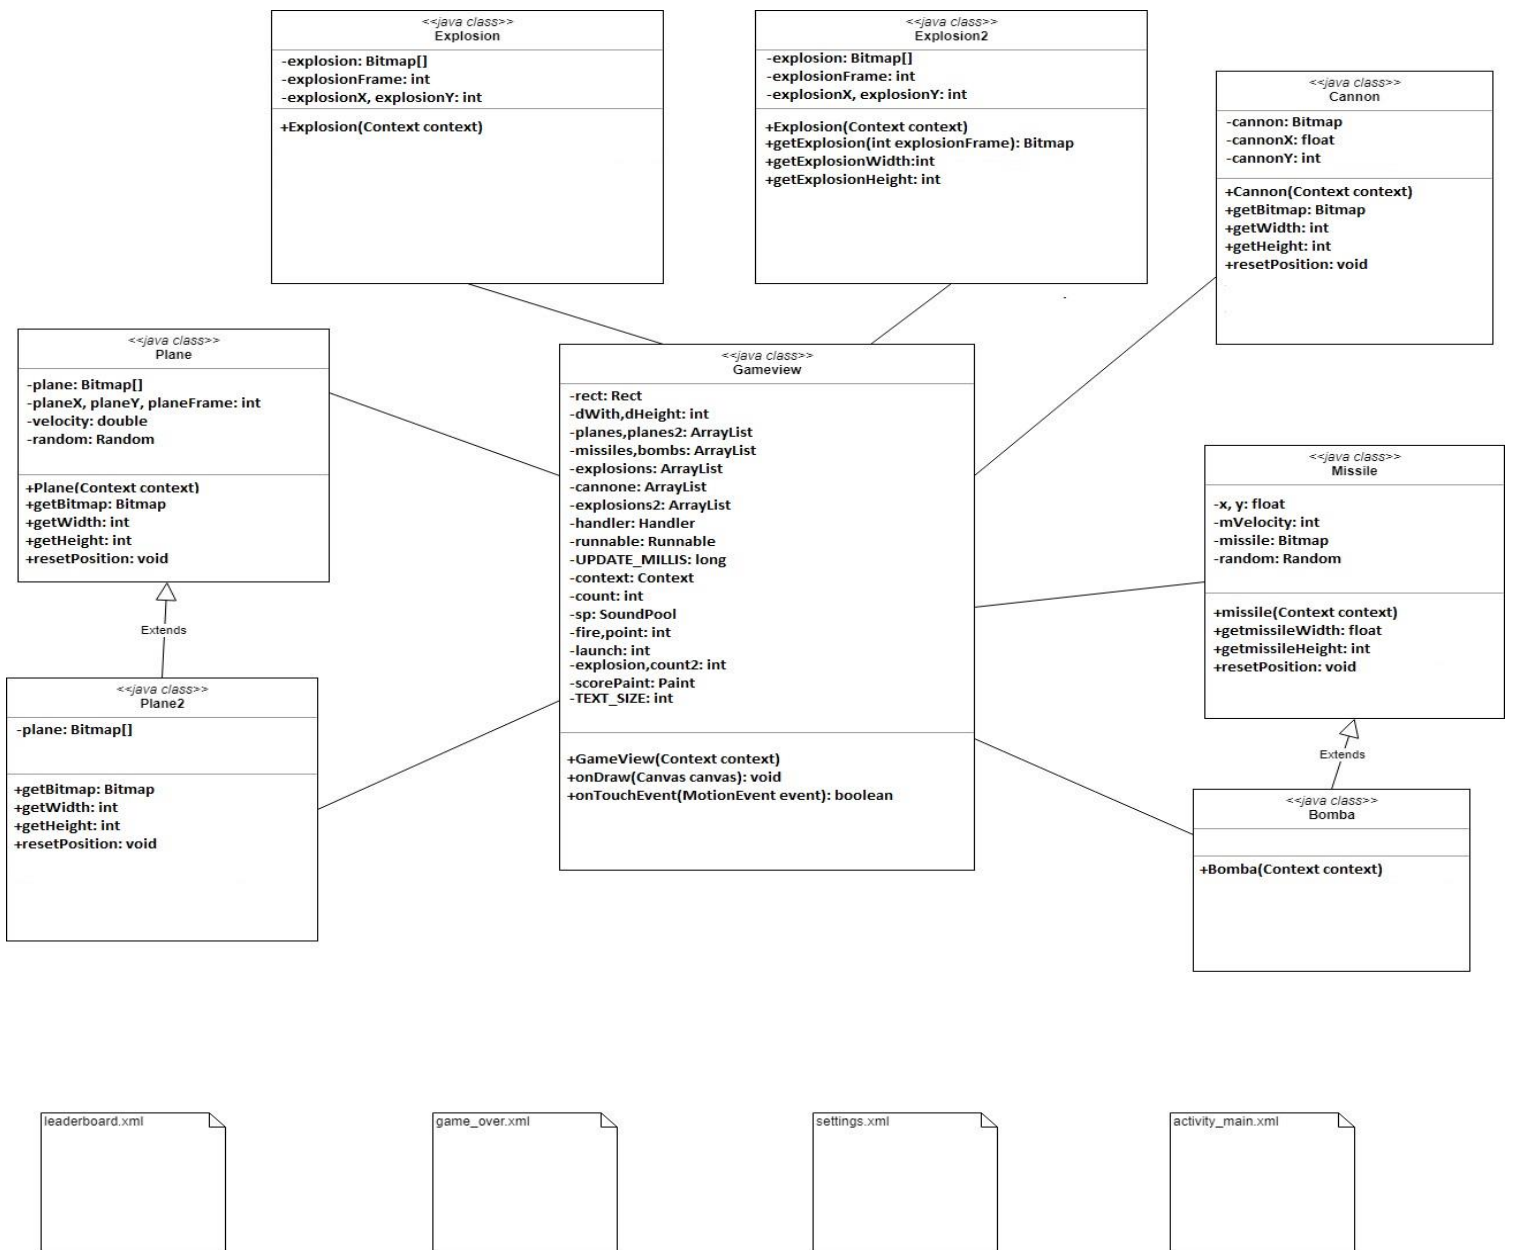 <<java class>>
Explosion
-explosion: Bitmap[]
-explosionFrame: int
-explosionX, explosionY: int
+Explosion(Context context)
<<java class>>
Explosion2
-explosion: Bitmap[]
-explosionFrame: int
-explosionX, explosionY: int
+Explosion(Context context)
+getExplosion(int explosionFrame): Bitmap
+getExplosionWidth:int
+getExplosionHeight: int
<<java class>>
Cannon
-cannon: Bitmap
-cannonX: float
-cannonY: int
+Cannon(Context context)
+getBitmap: Bitmap
+getWidth: int
+getHeight: int
+resetPosition: void
<<java class>>
Plane
-plane: Bitmap[]
-planeX, planeY, planeFrame: int
-velocity: double
-random: Random
+Plane(Context context)
+getBitmap: Bitmap
+getWidth: int
+getHeight: int
+resetPosition: void
<<java class>>
Gameview
-rect: Rect
-dWith,dHeight: int
-planes,planes2: ArrayList
-missiles,bombs: ArrayList
-explosions: ArrayList
-cannone: ArrayList
-explosions2: ArrayList
-handler: Handler
-runnable: Runnable
-UPDATE_MILLIS: long
-context: Context
-count: int
-sp: SoundPool
-fire,point: int
-launch: int
-explosion,count2: int
-scorePaint: Paint
-TEXT_SIZE: int
+GameView(Context context)
+onDraw(Canvas canvas): void
+onTouchEvent(MotionEvent event): boolean
<<java class>>
Missile
-x, y: float
-mVelocity: int
-missile: Bitmap
-random: Random
+missile(Context context)
+getmissileWidth: float
+getmissileHeight: int
+resetPosition: void
Extends
<<java class>>
Plane2
-plane: Bitmap[]
+getBitmap: Bitmap
+getWidth: int
+getHeight: int
+resetPosition: void
Extends
<<java class>>
Bomba
+Bomba(Context context)
leaderboard.xml
game_over.xml
settings.xml
activity_main.xml